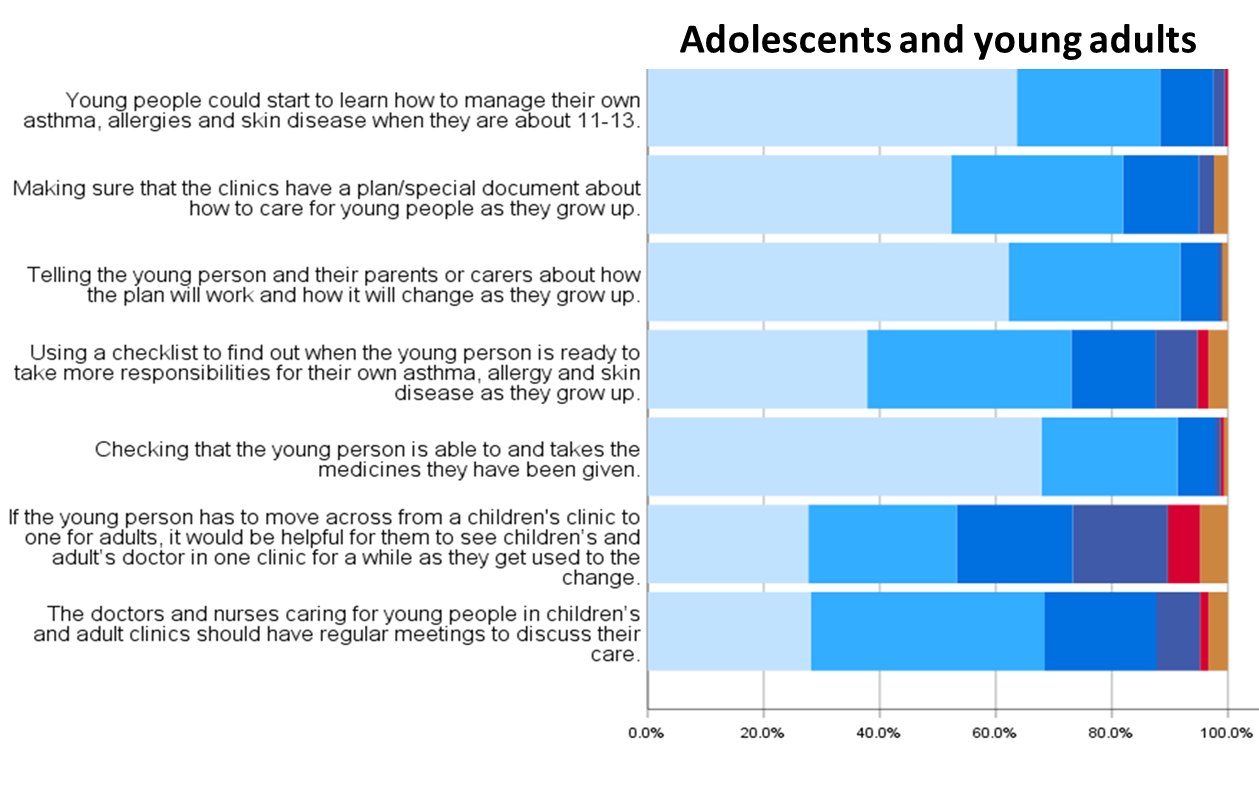 Adolescents and young adults
Young people could start to learn how to manage their own
asthma, allergies and skin disease when they are about 11-13.
Making sure that the clinics have a plan/special document about
how to care for young people as they grow up.
Telling the young person and their parents or carers about how
the plan will work and how it will change as they grow up.
Using a checklist to find out when the young person is ready to
take more responsibilities for their own asthma, allergy and skin
disease as they grow up.
Checking that the young person is able to and takes the
medicines they have been given.
If the young person has to move across from a children's clinic to
one for adults, it would be helpful for them to see children's and
adult's doctor in one clinic for a while as they get used to the
change.
The doctors and nurses caring for young people in children's
and adult clinics should have regular meetings to discuss their
care.
0.0% 20.0% 40.0% 60.0% 80.0% 100.0%